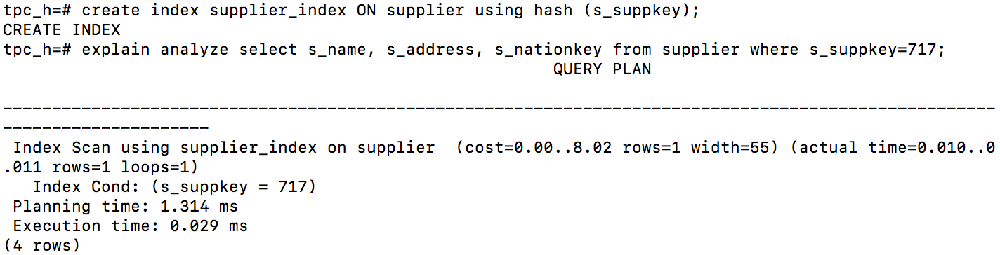 tpc_h=# create index supplier_index ON supplier using hash (s_suppkey);
CREATE INDEX
tpc_h=# explain analyze select s_name, s_address, s_nationkey from supplier where s_suppkey=717;
QUERY PLAN
-------------------------------------------------------------------------------------------------------
---------------------
Index Scan using supplier_index on supplier  (cost=0.00..8.02 rows=1 width=55) (actual time=0.010..0
.011 rows=1 loops=1)
Index Cond: (s_suppkey = 717)
Planning time: 1.314 ms
Execution time: 0.029 ms
(4 rows)